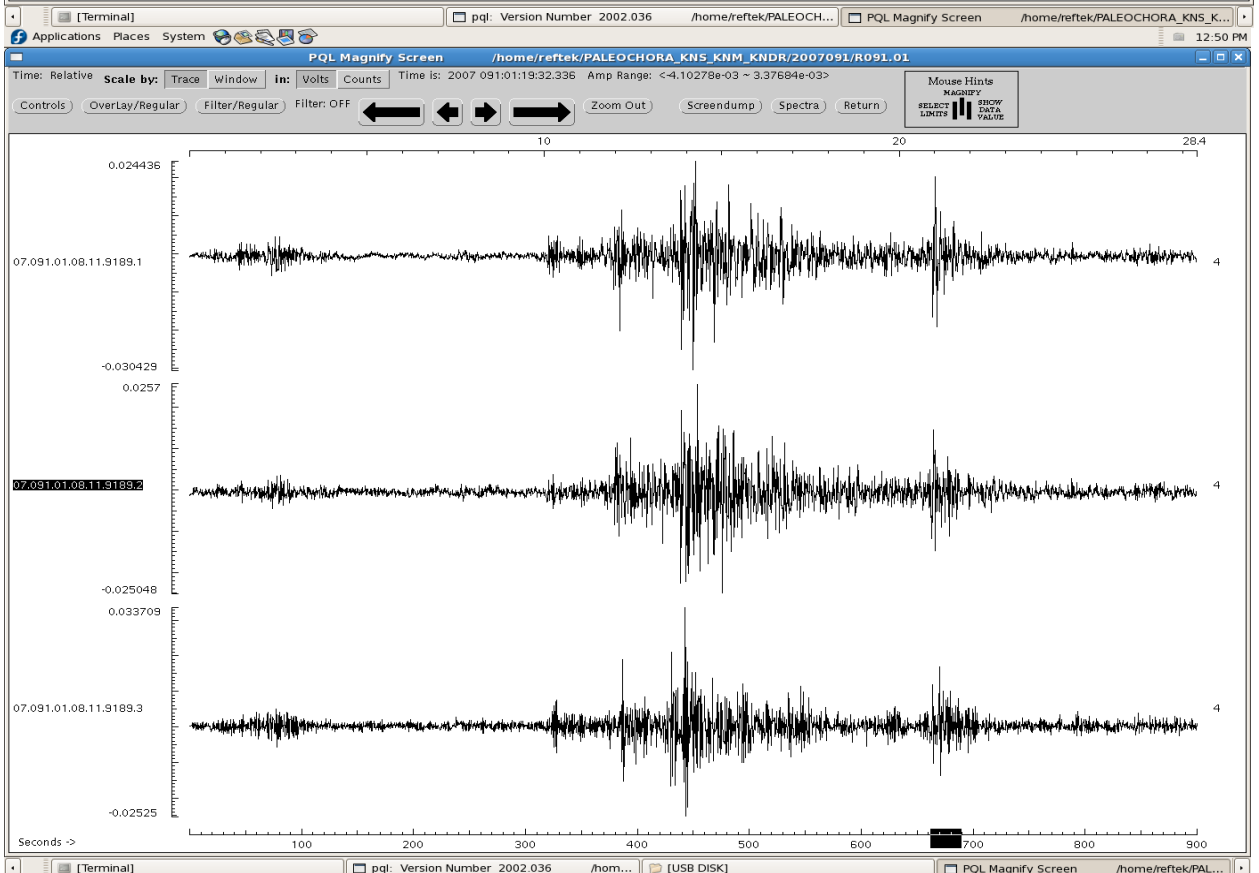 [Terminal] pql: Version Number 2002.036 /home/reftek/PALEOCH... PQL Magnify Screen /home/reftek/PALEOCHORA_KNS_K...
Applications Places System 12:50 PM
PQL Magnify Screen /home/reftek/PALEOCHORA_KNS_KNM_KNDR/2007091/R091.01
Time: Relative Scale by: Trace Window in: Volts Counts Time is: 2007 091:01:19:32.336 Amp Range: <-4.10278e-03 ~ 3.37684e-03>
Controls OverLay/Regular Filter/Regular Filter: OFF Zoom Out Screendump Spectra Return
Mouse Hints
MAGNIFY
SELECT LIMITS
SHOW DATA VALUE
10 20 28.4
0.024436
07.091.01.08.11.9189.1 4
-0.030429
0.0257
07.091.01.08.11.9189.2 4
-0.025048
0.033709
07.091.01.08.11.9189.3 4
-0.02525
Seconds -> 100 200 300 400 500 600 700 800 900
[Terminal] pql: Version Number 2002.036 /hom... [USB DISK] PQL Magnify Screen /home/reftek/PAL...